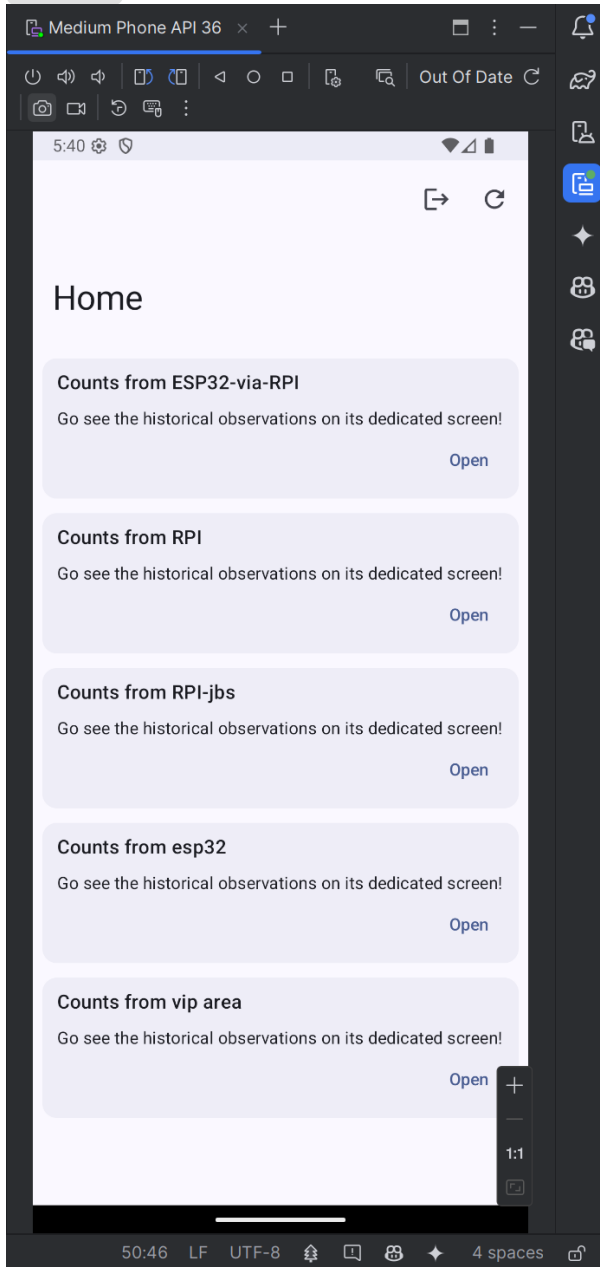 Medium Phone API 36
Out Of Date
5:40
Home
Counts from ESP32-via-RPI
Go see the historical observations on its dedicated screen!
Open
Counts from RPI
Go see the historical observations on its dedicated screen!
Open
Counts from RPI-jbs
Go see the historical observations on its dedicated screen!
Open
Counts from esp32
Go see the historical observations on its dedicated screen!
Open
Counts from vip area
Go see the historical observations on its dedicated screen!
Open
1:1
50:46 LF UTF-8 4 spaces